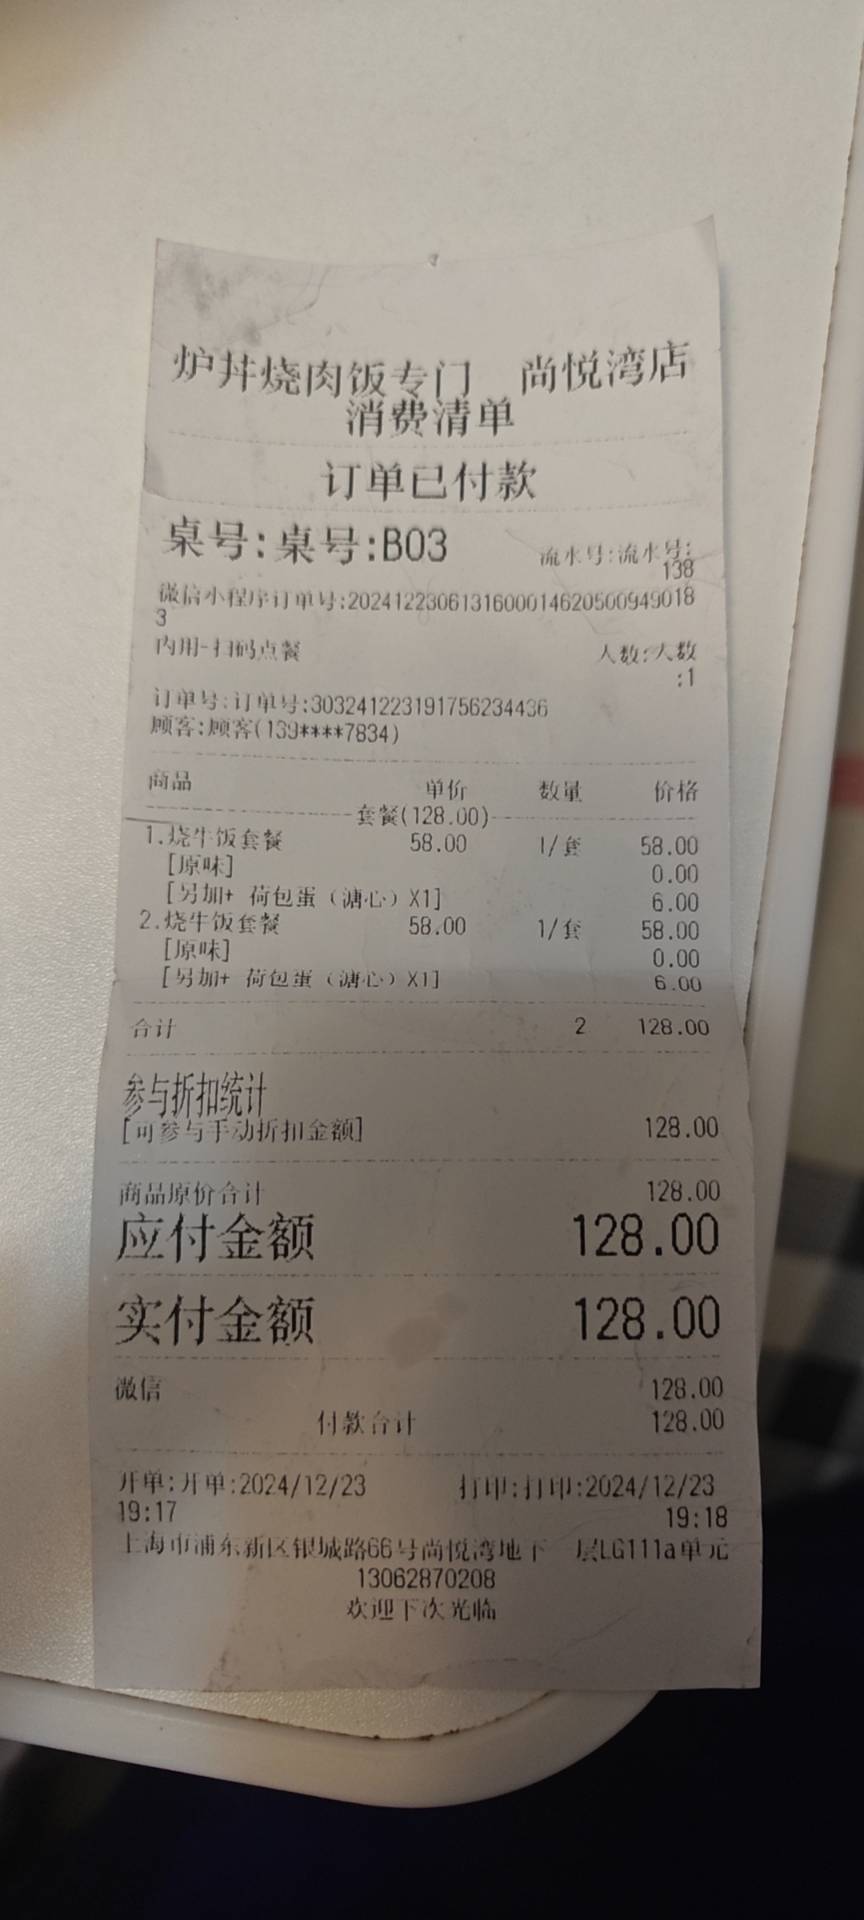 炉丼烧肉饭专门 尚悦湾店
消费清单
订单已付款
桌号:桌号:B03 流水号:流水号:
138
微信小程序订单号:202412230613160001462050094901​8
3
内用-扫码点餐 人数:人数
:1
订单号:订单号:3032412231917562344​36
顾客:顾客(139****7834)
商品 单价 数量 价格
套餐(128.00)
1.烧牛饭套餐 58.00 1/套 58.00
[原味] 0.00
[另加+ 荷包蛋（溏心）X1] 6.00
2.烧牛饭套餐 58.00 1/套 58.00
[原味] 0.00
[另加+ 荷包蛋（溏心）X1] 6.00
合计 2 128.00
参与折扣统计
[可参与手动折扣金额] 128.00
商品原价合计 128.00
应付金额 128.00
实付金额 128.00
微信 128.00
付款合计 128.00
开单:开单:2024/12/23 打印:打印:2024/12/23
19:17 19:18
上海市浦东新区银城路66号尚悦湾地下一层LG111a单元
13062870208
欢迎下次光临